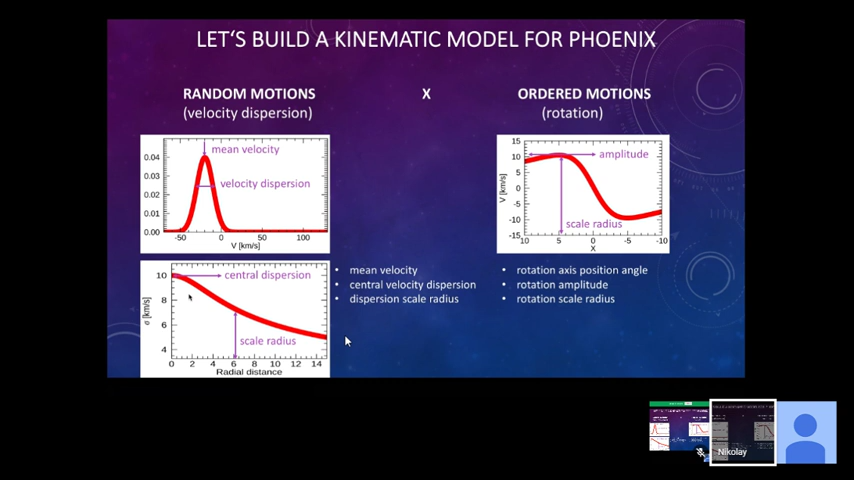 LET'S BUILD A KINEMATIC MODEL FOR PHOENIX
RANDOM MOTIONS
(velocity dispersion)
X
ORDERED MOTIONS
(rotation)
mean velocity
velocity dispersion
0.04
0.03
0.02
0.01
0.00
-50 0 50 100
V [km/s]
amplitude
scale radius
15
10
5
0
-5
-10
-15
V [km/s]
10 5 0 -5 -10
X
central dispersion
scale radius
10
8
6
4
σ [km/s]
0 2 4 6 8 10 12 14
Radial distance
• mean velocity
• central velocity dispersion
• dispersion scale radius
• rotation axis position angle
• rotation amplitude
• rotation scale radius
Nikolay